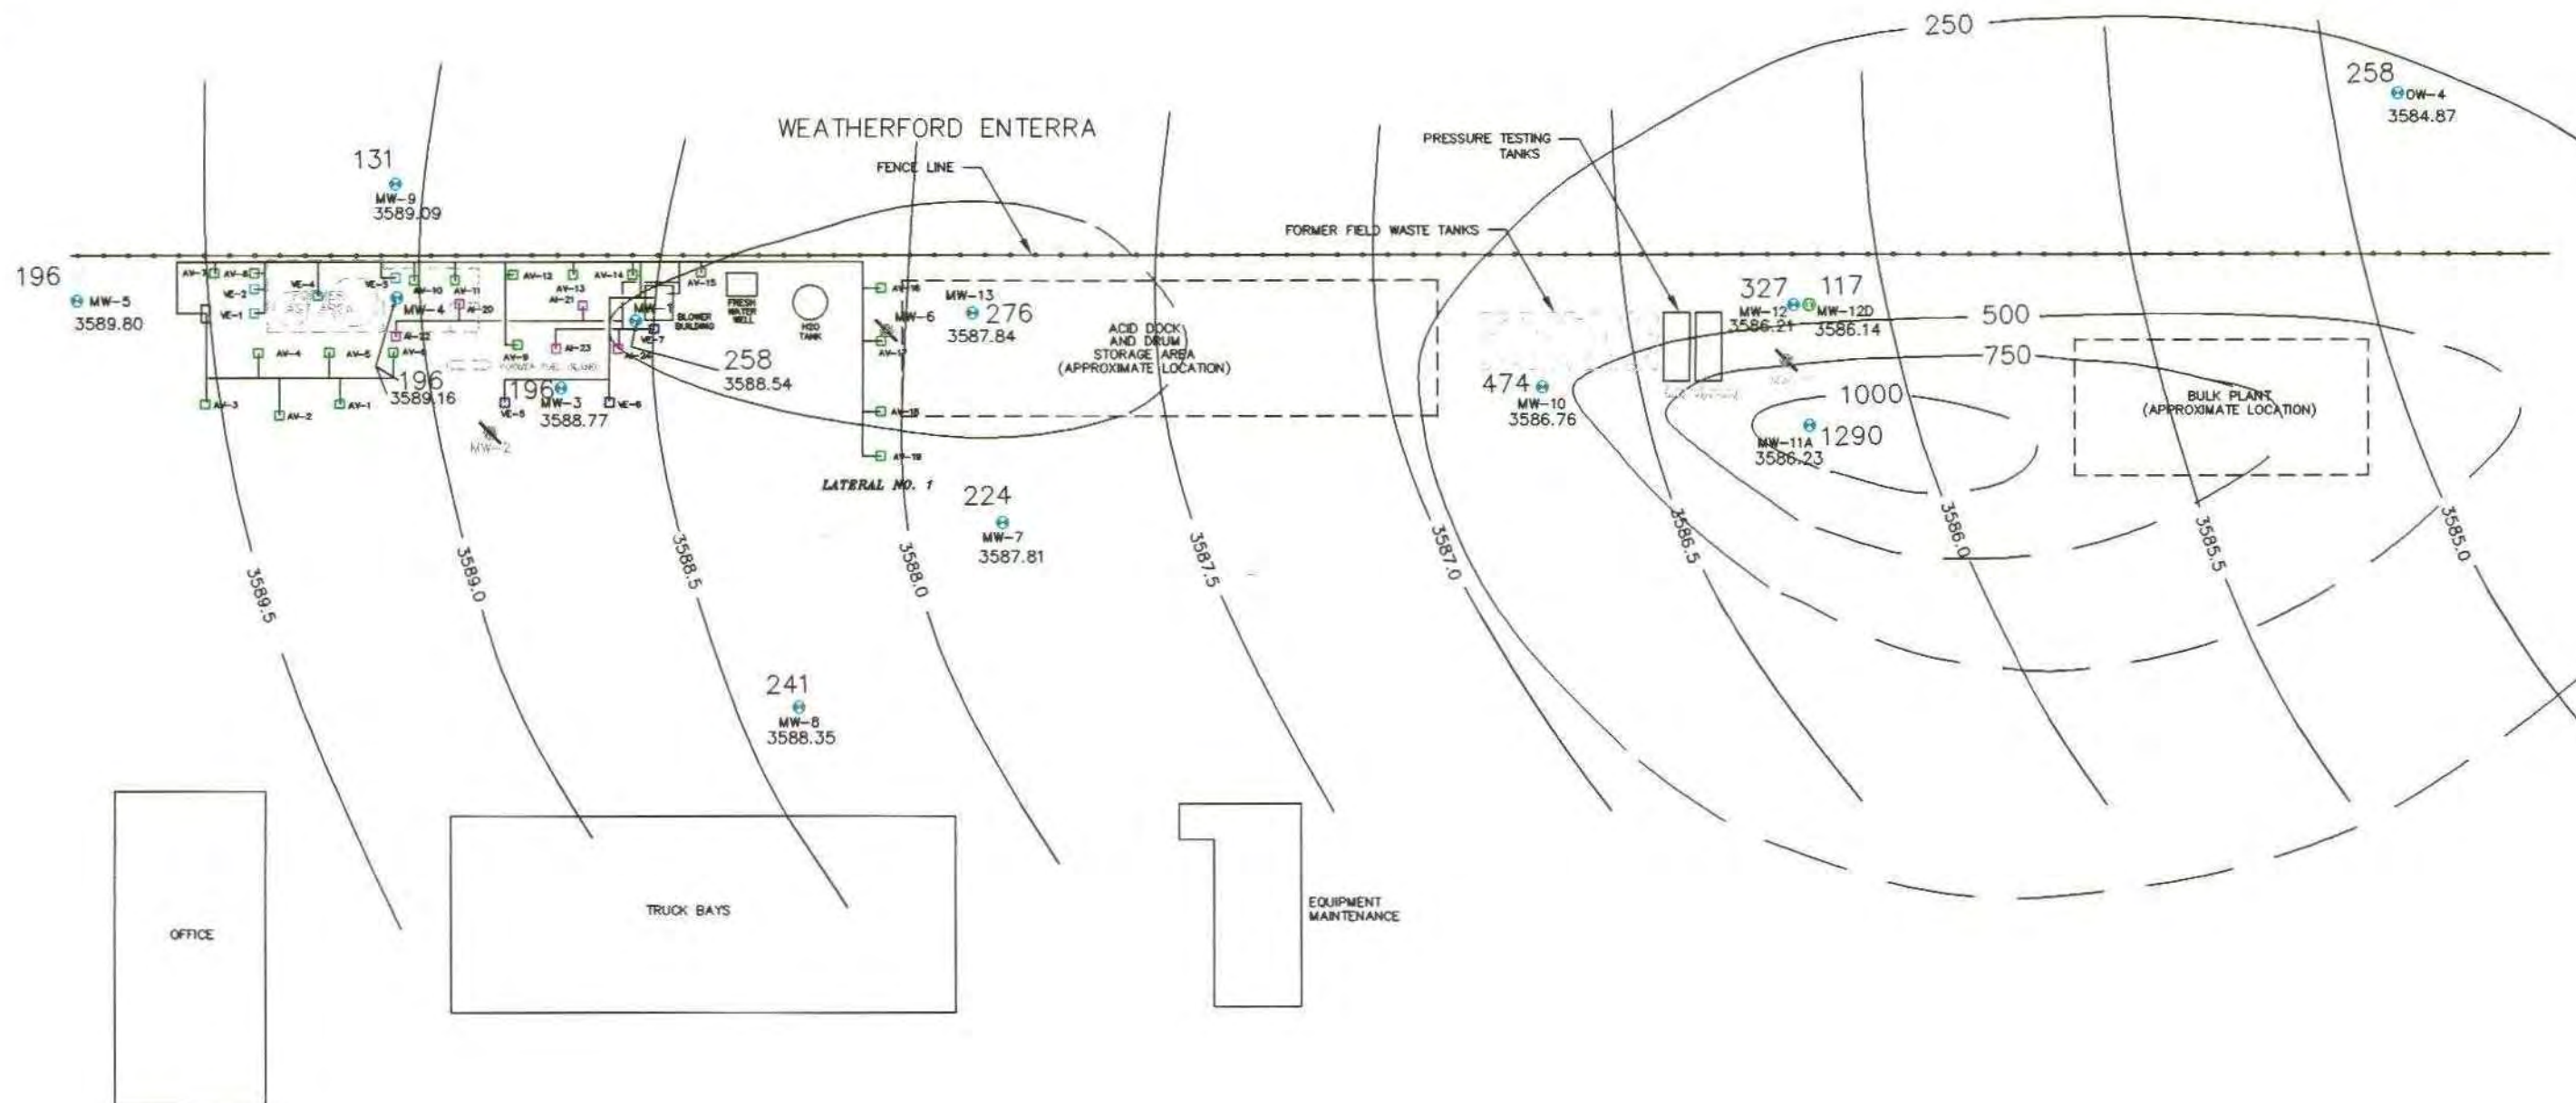 250
258
OW-4
3584.87
WEATHERFORD ENTERRA
PRESSURE TESTING
TANKS
131
MW-9
3589.09
FENCE LINE
FORMER FIELD WASTE TANKS
196
MW-5
3589.80
AV-7
AV-8
VE-2
VE-1
VE-4
VE-3
AV-10
AV-11
AV-12
AV-13
AV-14
AV-15
AI-21
AI-20
MW-4
AI-22
MW-1
BLOWER
BUILDING
FRESH
WATER
WELL
H2O
TANK
AV-16
MW-6
AV-17
MW-13
276
3587.84
ACID DOCK
AND DRUM
STORAGE AREA
(APPROXIMATE LOCATION)
327
MW-12
3586.21
117
MW-12D
3586.14
500
750
AV-4
AV-5
AV-6
AV-9
AI-23
AI-24
VE-7
258
3588.54
196
3589.16
AV-3
AV-2
AV-1
196
MW-3
3588.77
VE-5
VE-6
MW-2
AV-18
AV-19
LATERAL NO. 1
474
MW-10
3586.76
1000
MW-11A
3586.23
1290
BULK PLANT
(APPROXIMATE LOCATION)
224
MW-7
3587.81
3589.5
3589.0
3588.5
3588.0
3587.5
3587.0
3586.5
3586.0
3585.5
3585.0
241
MW-8
3588.35
OFFICE
TRUCK BAYS
EQUIPMENT
MAINTENANCE